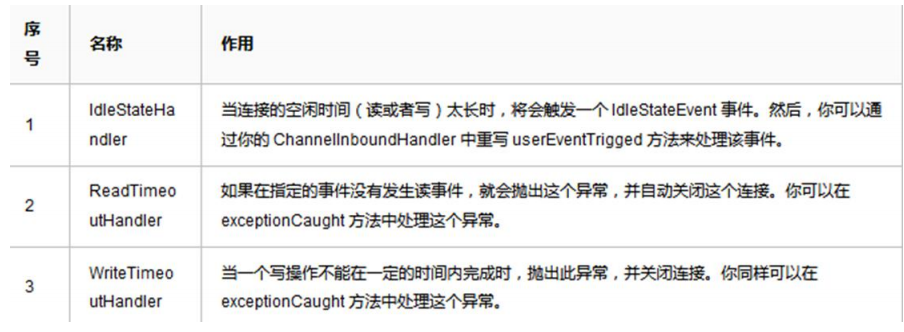 序
号
名称
作用
1
IdleStateHa
ndler
当连接的空闲时间（读或者写）太长时，将会触发一个 IdleStateEvent 事件。然后，你可以通
过你的 ChannelInboundHandler 中重写 userEventTrigged 方法来处理该事件。
2
ReadTimeo
utHandler
如果在指定的事件没有发生读事件，就会抛出这个异常，并自动关闭这个连接。你可以在
exceptionCaught 方法中处理这个异常。
3
WriteTimeo
utHandler
当一个写操作不能在一定的时间内完成时，抛出此异常，并关闭连接。你同样可以在
exceptionCaught 方法中处理这个异常。